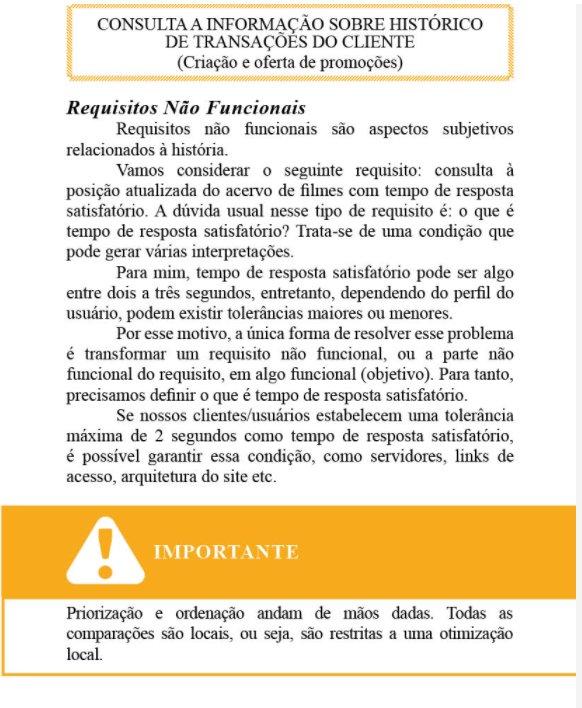 CONSULTA A INFORMAÇÃO SOBRE HISTÓRICO
DE TRANSAÇÕES DO CLIENTE
(Criação e oferta de promoções)
Requisitos Não Funcionais
Requisitos não funcionais são aspectos subjetivos
relacionados à história.
Vamos considerar o seguinte requisito: consulta à
posição atualizada do acervo de filmes com tempo de resposta
satisfatório. A dúvida usual nesse tipo de requisito é: o que é
tempo de resposta satisfatório? Trata-se de uma condição que
pode gerar várias interpretações.
Para mim, tempo de resposta satisfatório pode ser algo
entre dois a três segundos, entretanto, dependendo do perfil do
usuário, podem existir tolerâncias maiores ou menores.
Por esse motivo, a única forma de resolver esse problema
é transformar um requisito não funcional, ou a parte não
funcional do requisito, em algo funcional (objetivo). Para tanto,
precisamos definir o que é tempo de resposta satisfatório.
Se nossos clientes/usuários estabelecem uma tolerância
máxima de 2 segundos como tempo de resposta satisfatório,
é possível garantir essa condição, como servidores, links de
acesso, arquitetura do site etc.
IMPORTANTE
Priorização e ordenação andam de mãos dadas. Todas as
comparações são locais, ou seja, são restritas a uma otimização
local.